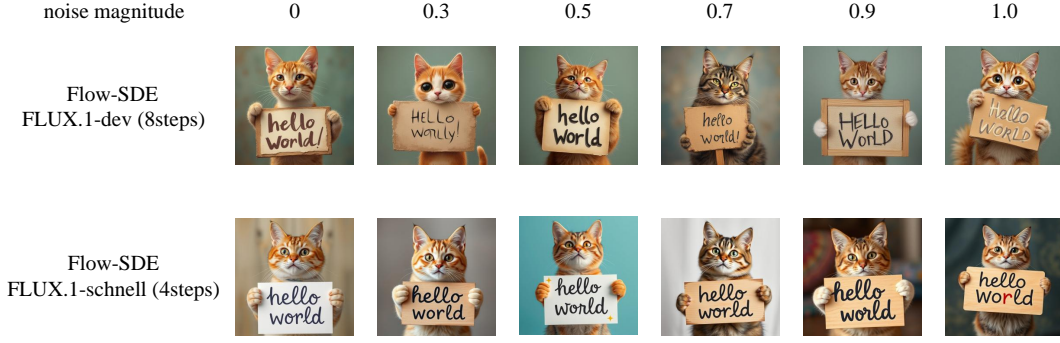 noise magnitude 0 0.3 0.5 0.7 0.9 1.0
Flow-SDE
FLUX.1-dev (8steps)
hello
world!
HELLO
WORLLY!
hello
world
hello
world!
HELLO
WORLD
Hello
WORLD
Flow-SDE
FLUX.1-schnell (4steps)
hello
world
hello
world
hello
world
hello
world
hello
world
hello
world